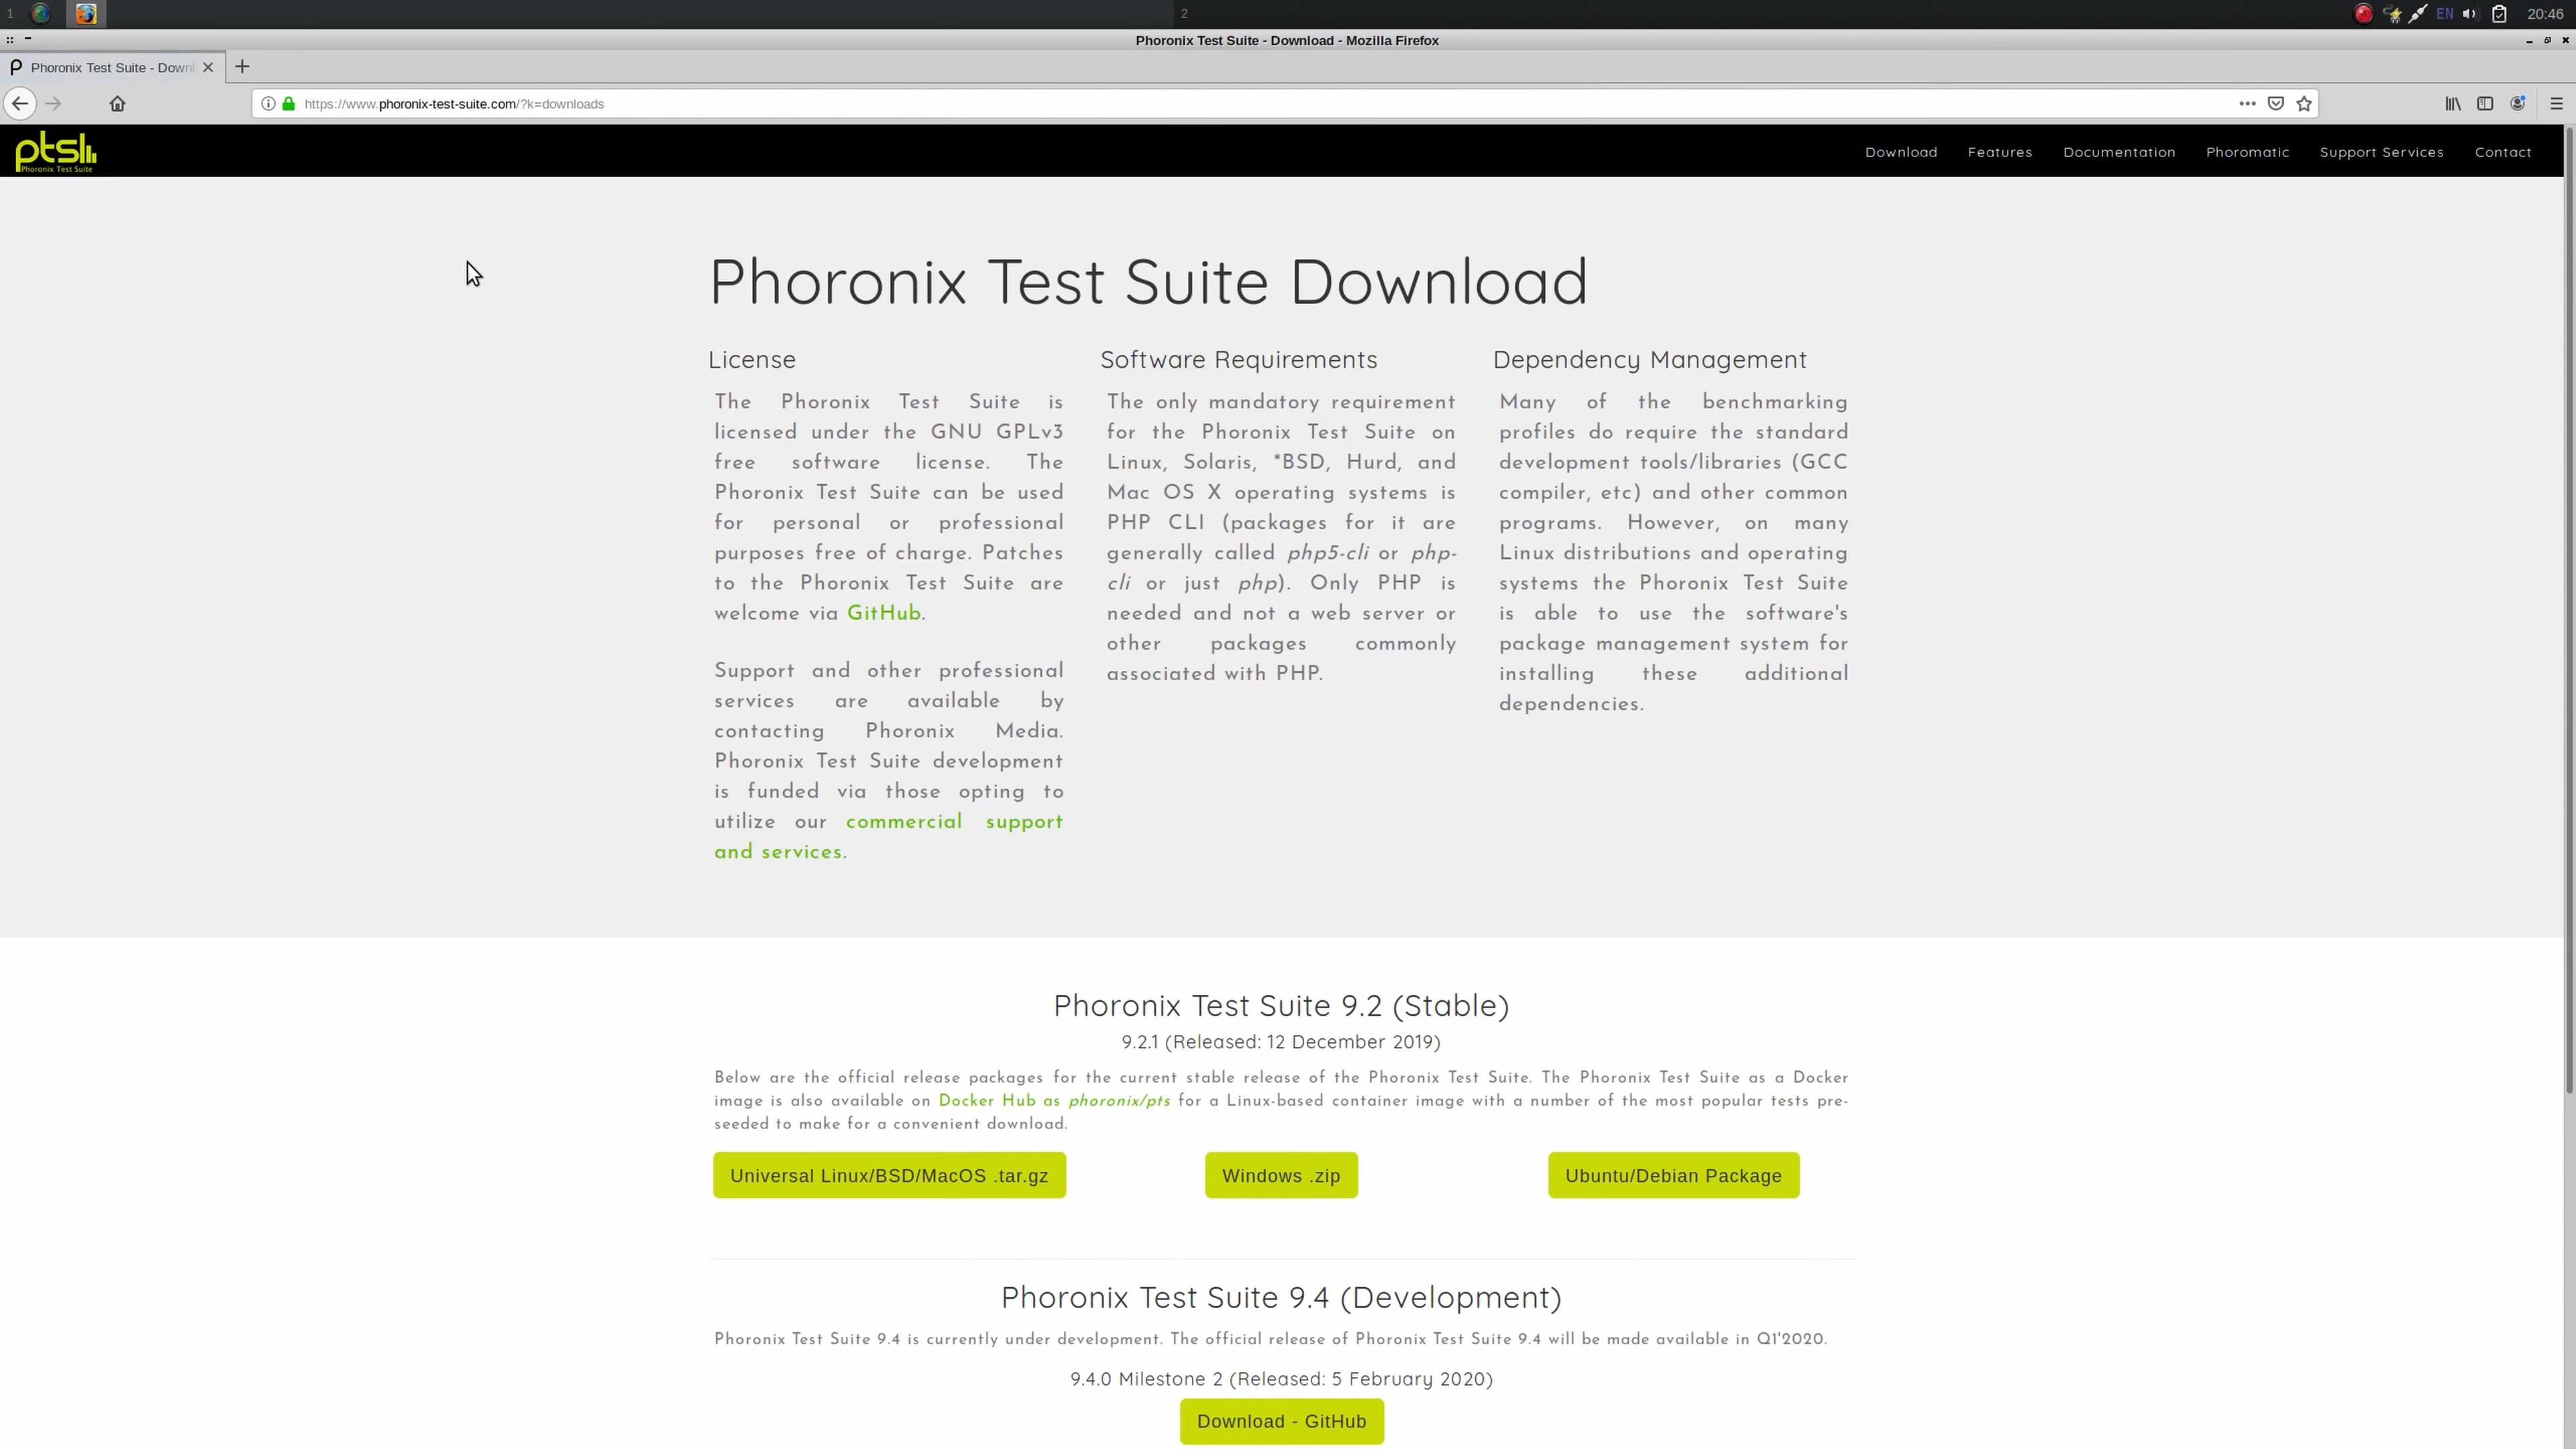 1
2
EN
20:46
Phoronix Test Suite - Download - Mozilla Firefox
Phoronix Test Suite - Downl
https://www.phoronix-test-suite.com/?k=downloads
ptsl
Phoronix Test Suite
Download
Features
Documentation
Phoromatic
Support Services
Contact
Phoronix Test Suite Download
License
The Phoronix Test Suite is
licensed under the GNU GPLv3
free software license. The
Phoronix Test Suite can be used
for personal or professional
purposes free of charge. Patches
to the Phoronix Test Suite are
welcome via GitHub.
Support and other professional
services are available by
contacting Phoronix Media.
Phoronix Test Suite development
is funded via those opting to
utilize our commercial support
and services.
Software Requirements
The only mandatory requirement
for the Phoronix Test Suite on
Linux, Solaris, *BSD, Hurd, and
Mac OS X operating systems is
PHP CLI (packages for it are
generally called php5-cli or php-
cli or just php). Only PHP is
needed and not a web server or
other packages commonly
associated with PHP.
Dependency Management
Many of the benchmarking
profiles do require the standard
development tools/libraries (GCC
compiler, etc) and other common
programs. However, on many
Linux distributions and operating
systems the Phoronix Test Suite
is able to use the software's
package management system for
installing these additional
dependencies.
Phoronix Test Suite 9.2 (Stable)
9.2.1 (Released: 12 December 2019)
Below are the official release packages for the current stable release of the Phoronix Test Suite. The Phoronix Test Suite as a Docker
image is also available on Docker Hub as phoronix/pts for a Linux-based container image with a number of the most popular tests pre-
seeded to make for a convenient download.
Universal Linux/BSD/MacOS .tar.gz
Windows .zip
Ubuntu/Debian Package
Phoronix Test Suite 9.4 (Development)
Phoronix Test Suite 9.4 is currently under development. The official release of Phoronix Test Suite 9.4 will be made available in Q1'2020.
9.4.0 Milestone 2 (Released: 5 February 2020)
Download - GitHub